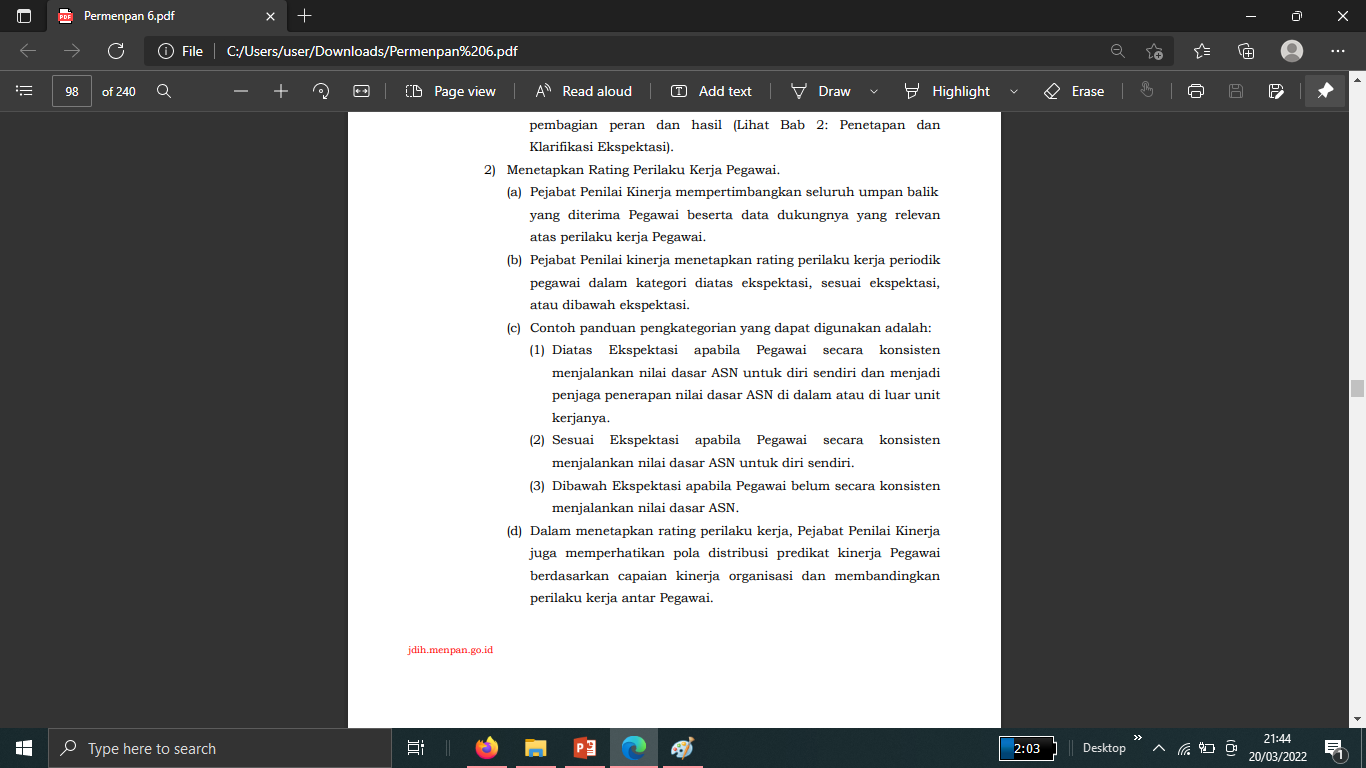 Permenpan 6.pdf
File
C:/Users/user/Downloads/Permenpan%206.pdf
98 of 240
Page view
Read aloud
Add text
Draw
Highlight
Erase
pembagian peran dan hasil (Lihat Bab 2: Penetapan dan
Klarifikasi Ekspektasi).
2) Menetapkan Rating Perilaku Kerja Pegawai.
(a) Pejabat Penilai Kinerja mempertimbangkan seluruh umpan balik
yang diterima Pegawai beserta data dukungnya yang relevan
atas perilaku kerja Pegawai.
(b) Pejabat Penilai kinerja menetapkan rating perilaku kerja periodik
pegawai dalam kategori diatas ekspektasi, sesuai ekspektasi,
atau dibawah ekspektasi.
(c) Contoh panduan pengkategorian yang dapat digunakan adalah:
(1) Diatas Ekspektasi apabila Pegawai secara konsisten
menjalankan nilai dasar ASN untuk diri sendiri dan menjadi
penjaga penerapan nilai dasar ASN di dalam atau di luar unit
kerjanya.
(2) Sesuai Ekspektasi apabila Pegawai secara konsisten
menjalankan nilai dasar ASN untuk diri sendiri.
(3) Dibawah Ekspektasi apabila Pegawai belum secara konsisten
menjalankan nilai dasar ASN.
(d) Dalam menetapkan rating perilaku kerja, Pejabat Penilai Kinerja
juga memperhatikan pola distribusi predikat kinerja Pegawai
berdasarkan capaian kinerja organisasi dan membandingkan
perilaku kerja antar Pegawai.
jdih.menpan.go.id
Type here to search
2:03
Desktop
21:44
20/03/2022
1